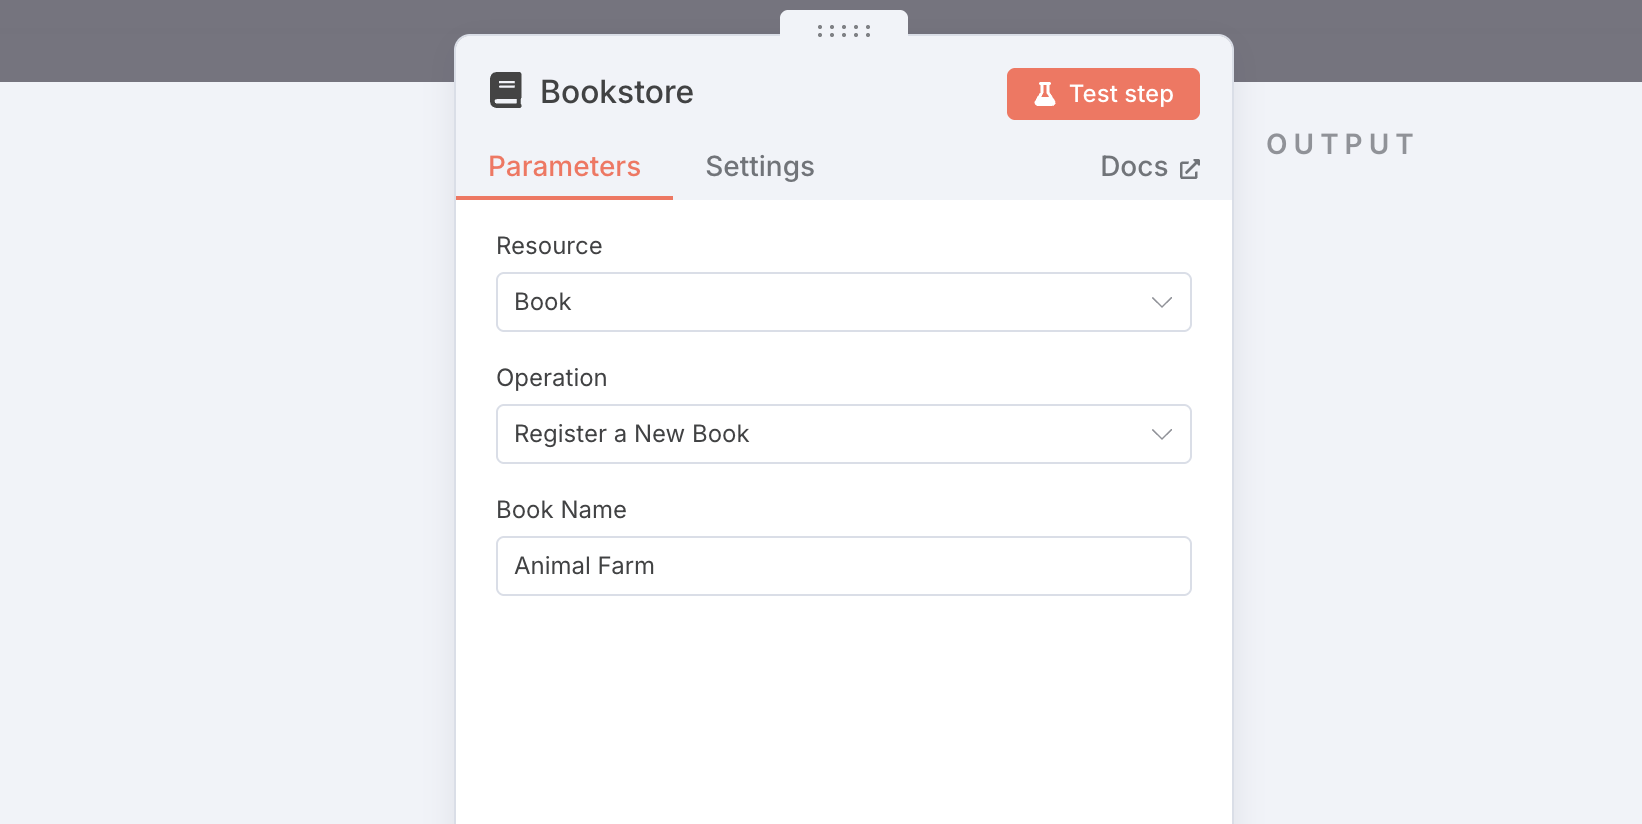 Bookstore
Test step
OUTPUT
Parameters
Settings
Docs
Resource
Book
Operation
Register a New Book
Book Name
Animal Farm